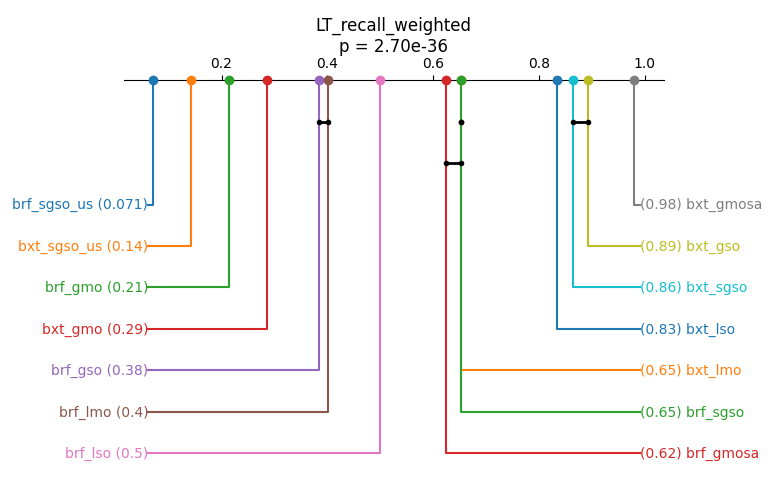 LT_recall_weighted
p = 2.70e-36
0.2 0.4 0.6 0.8 1.0
brf_sgso_us (0.071) (0.98) bxt_gmosa
bxt_sgso_us (0.14) (0.89) bxt_gso
brf_gmo (0.21) (0.86) bxt_sgso
bxt_gmo (0.29) (0.83) bxt_lso
brf_gso (0.38) (0.65) bxt_lmo
brf_lmo (0.4) (0.65) brf_sgso
brf_lso (0.5) (0.62) brf_gmosa